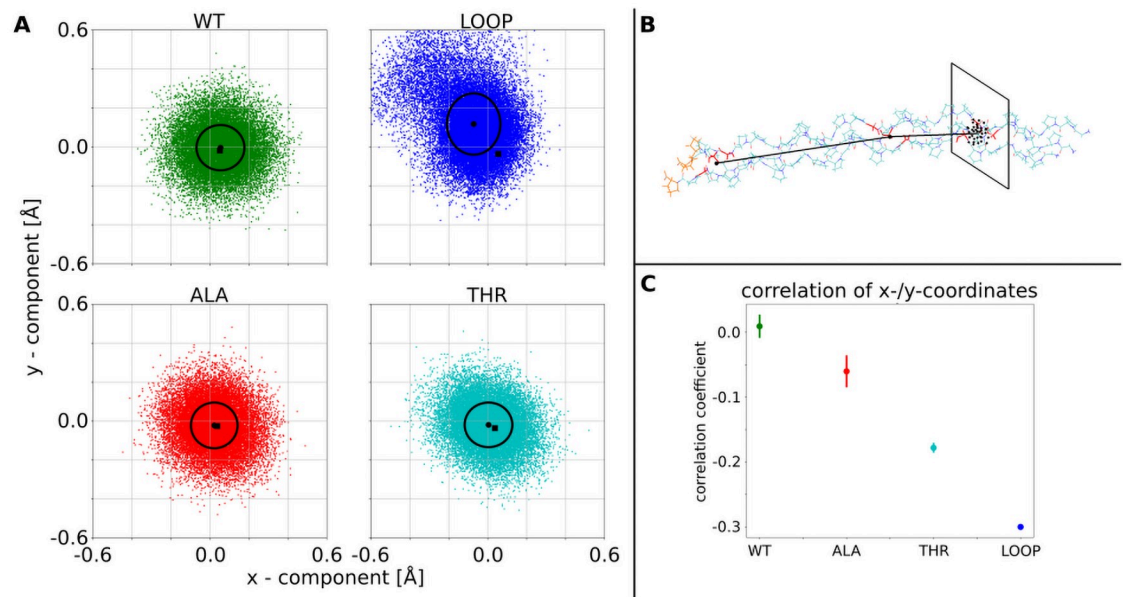 A
WT
LOOP
0.6
0.0
-0.6
y - component [Å]
ALA
THR
0.6
0.0
-0.6
-0.6
0.0
0.6
-0.6
0.0
0.6
x - component [Å]
B
C
correlation of x-/y-coordinates
correlation coefficient
0.0
-0.1
-0.2
-0.3
WT
ALA
THR
LOOP